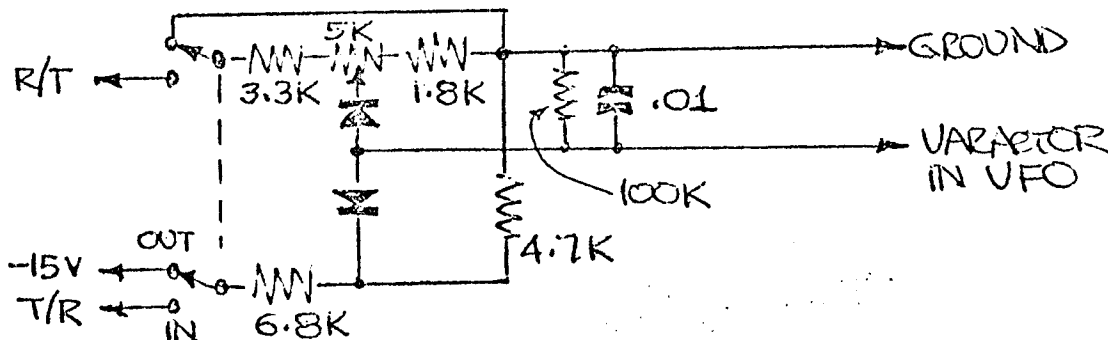 5K
R/T
3.3K
1.8K
GROUND
.01
VARACTOR
IN VFO
100K
4.7K
OUT
-15V
T/R
IN
6.8K